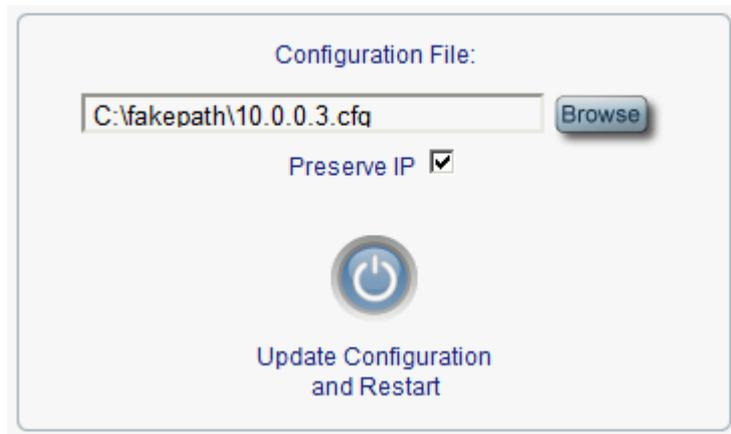 Configuration File:
C:\fakepath\10.0.0.3.cfg
Browse
Preserve IP
Update Configuration
and Restart